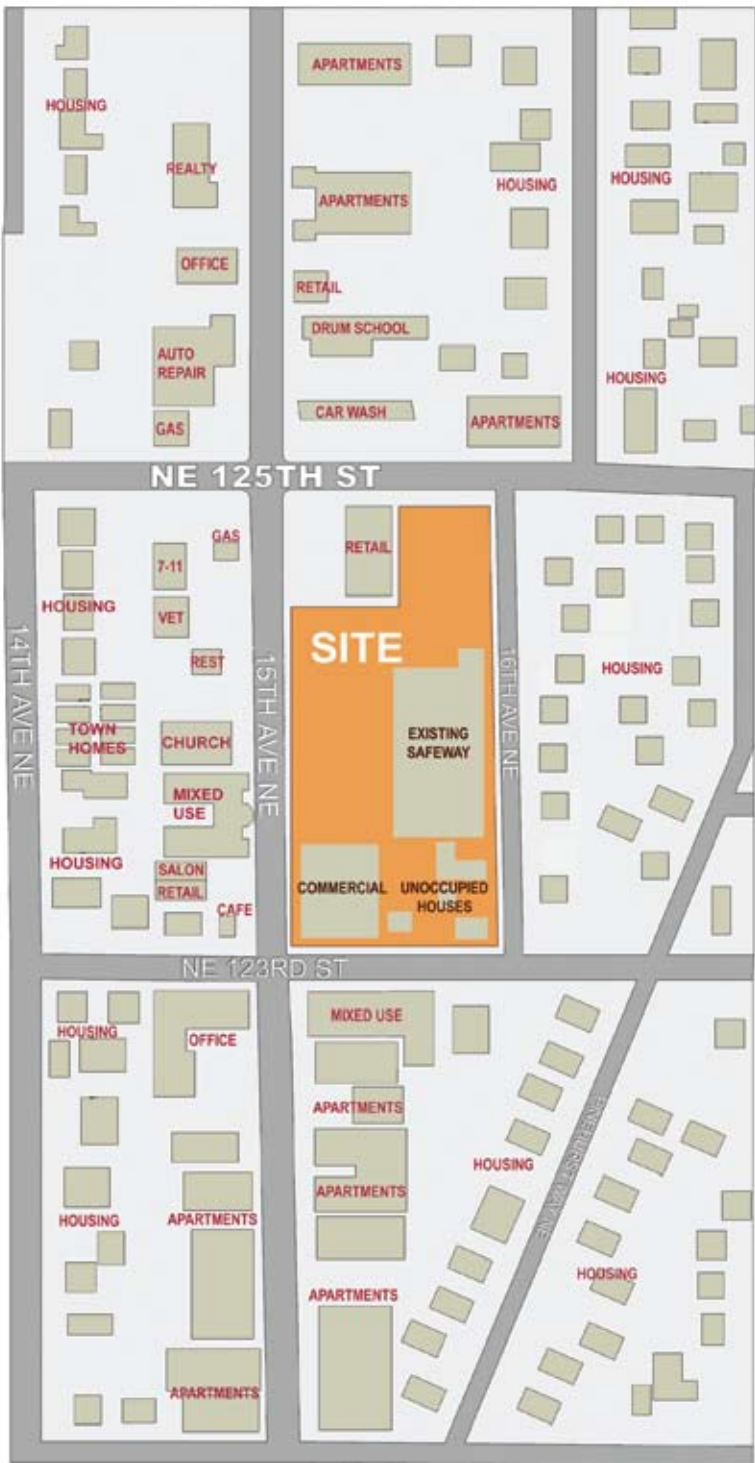 APARTMENTS
HOUSING
REALTY
HOUSING
HOUSING
APARTMENTS
OFFICE
RETAIL
DRUM SCHOOL
AUTO
REPAIR
HOUSING
CAR WASH
GAS
APARTMENTS
NE 125TH ST
GAS
RETAIL
7-11
HOUSING
VET
SITE
REST
HOUSING
14TH AVE NE
15TH AVE NE
16TH AVE NE
TOWN
HOMES
CHURCH
EXISTING
SAFEWAY
MIXED
USE
HOUSING
SALON
RETAIL
CAFE
COMMERCIAL
UNOCCUPIED
HOUSES
NE 123RD ST
HOUSING
OFFICE
MIXED USE
APARTMENTS
HOUSING
APARTMENTS
PINEHURST WAY NE
HOUSING
APARTMENTS
HOUSING
APARTMENTS
APARTMENTS